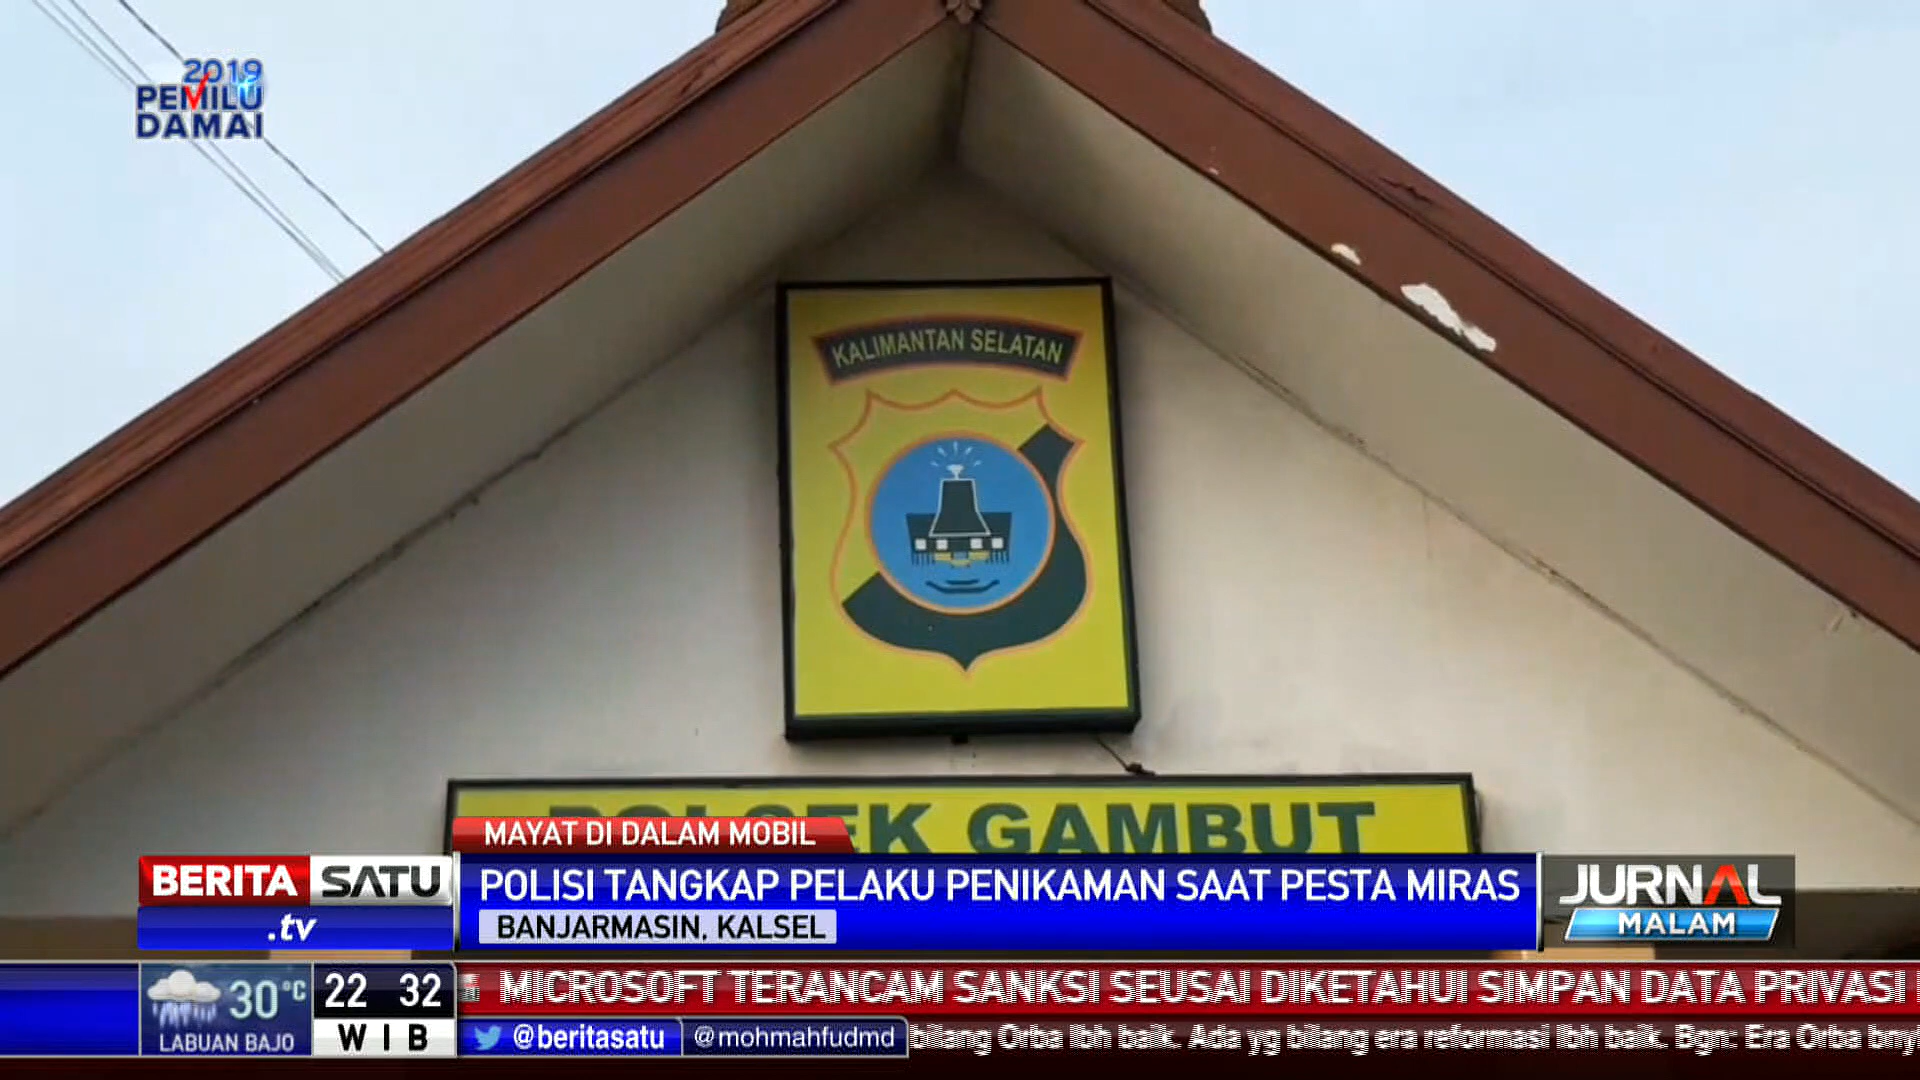 2019
PEMILU
DAMAI
KALIMANTAN SELATAN
POLSEK GAMBUT
MAYAT DI DALAM MOBIL
BERITA SATU
.tv
POLISI TANGKAP PELAKU PENIKAMAN SAAT PESTA MIRAS
BANJARMASIN, KALSEL
JURNAL
MALAM
30°C
LABUAN BAJO
22 32
WIB
MICROSOFT TERANCAM SANKSI SEUSAI DIKETAHUI SIMPAN DATA PRIVASI
@beritasatu
@mohmahfudmd
bilang Orba lbh baik. Ada yg bilang era reformasi lbh baik. Bgn: Era Orba bny